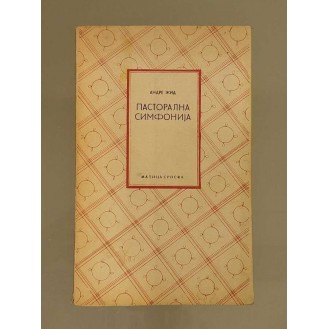 АНДРЕ ЖИД
ПАСТОРАЛНА
СИМФОНИЈА
МАТИЦА СРПСКА